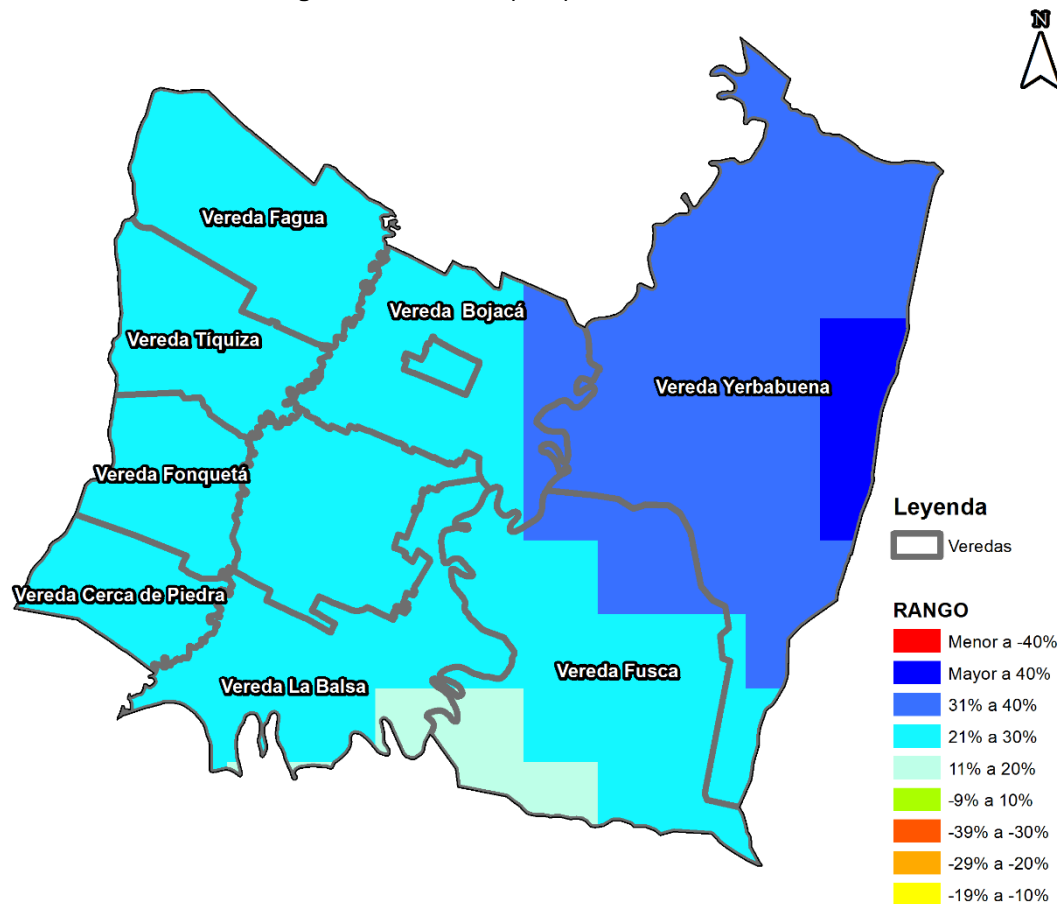 N
Vereda Fagua
Vereda Bojacá
Vereda Tíquiza
Vereda Yerbabuena
Vereda Fonquetá
Vereda Cerca de Piedra
Vereda La Balsa
Vereda Fusca
Leyenda
Veredas
RANGO
Menor a -40%
Mayor a 40%
31% a 40%
21% a 30%
11% a 20%
-9% a 10%
-39% a -30%
-29% a -20%
-19% a -10%